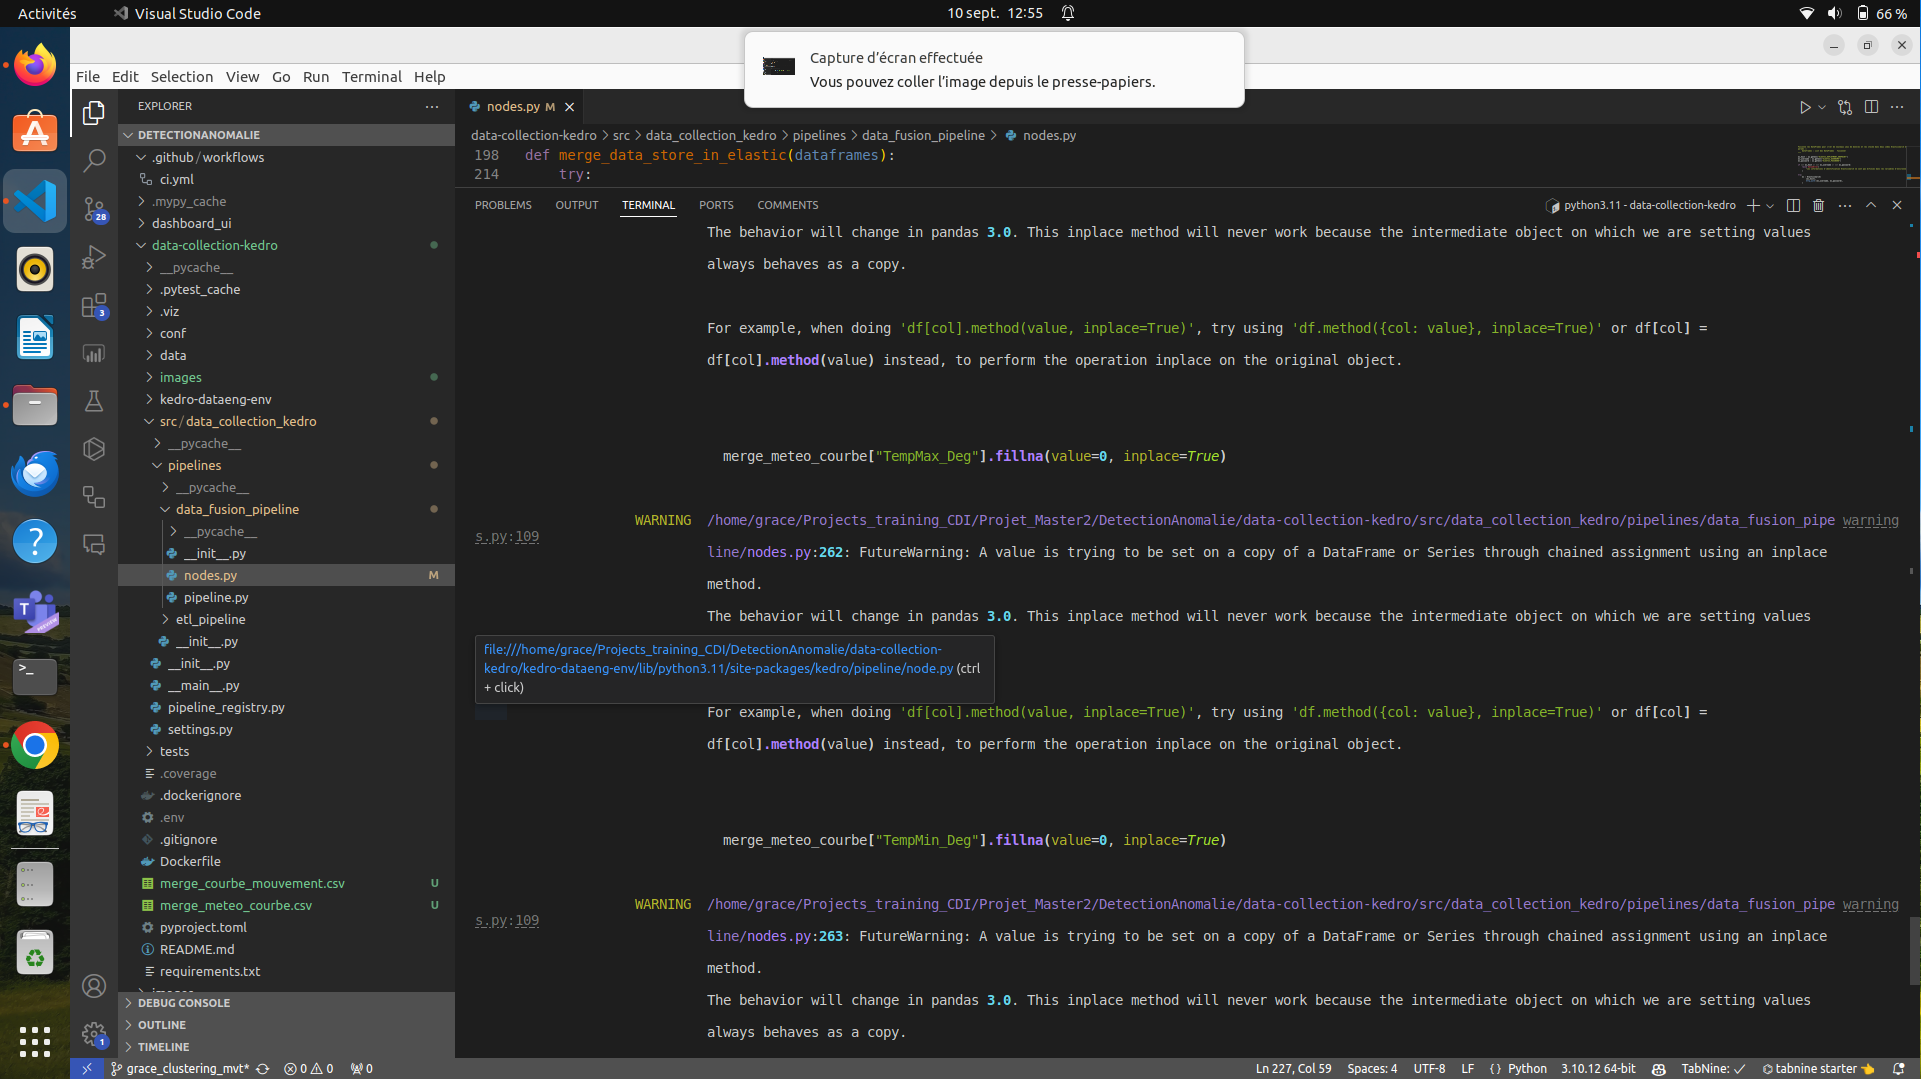 Activités
Visual Studio Code
10 sept. 12:55
66 %
Capture d'écran effectuée
Vous pouvez coller l'image depuis le presse-papiers.
File Edit Selection View Go Run Terminal Help
EXPLORER
nodes.py M
DETECTIONANOMALIE
.github/workflows
ci.yml
.mypy_cache
dashboard_ui
data-collection-kedro
__pycache__
.pytest_cache
.viz
conf
data
images
kedro-dataeng-env
src/data_collection_kedro
__pycache__
pipelines
__pycache__
data_fusion_pipeline
__pycache__
__init__.py
nodes.py M
pipeline.py
etl_pipeline
__init__.py
__init__.py
__main__.py
pipeline_registry.py
settings.py
tests
.coverage
.dockerignore
.env
.gitignore
Dockerfile
merge_courbe_mouvement.csv U
merge_meteo_courbe.csv U
pyproject.toml
README.md
requirements.txt
DEBUG CONSOLE
OUTLINE
TIMELINE
28
3
1
data-collection-kedro > src > data_collection_kedro > pipelines > data_fusion_pipeline > nodes.py
198 def merge_data_store_in_elastic(dataframes):
214 try:
PROBLEMS OUTPUT TERMINAL PORTS COMMENTS
python3.11 - data-collection-kedro
The behavior will change in pandas 3.0. This inplace method will never work because the intermediate object on which we are setting values
always behaves as a copy.
For example, when doing 'df[col].method(value, inplace=True)', try using 'df.method({col: value}, inplace=True)' or df[col] =
df[col].method(value) instead, to perform the operation inplace on the original object.
merge_meteo_courbe["TempMax_Deg"].fillna(value=0, inplace=True)
WARNING /home/grace/Projects_training_CDI/Projet_Master2/DetectionAnomalie/data-collection-kedro/src/data_collection_kedro/pipelines/data_fusion_pipe warning
s.py:109
line/nodes.py:262: FutureWarning: A value is trying to be set on a copy of a DataFrame or Series through chained assignment using an inplace
method.
The behavior will change in pandas 3.0. This inplace method will never work because the intermediate object on which we are setting values
file:///home/grace/Projects_training_CDI/DetectionAnomalie/data-collection-
kedro/kedro-dataeng-env/lib/python3.11/site-packages/kedro/pipeline/node.py (ctrl
+ click)
For example, when doing 'df[col].method(value, inplace=True)', try using 'df.method({col: value}, inplace=True)' or df[col] =
df[col].method(value) instead, to perform the operation inplace on the original object.
merge_meteo_courbe["TempMin_Deg"].fillna(value=0, inplace=True)
WARNING /home/grace/Projects_training_CDI/Projet_Master2/DetectionAnomalie/data-collection-kedro/src/data_collection_kedro/pipelines/data_fusion_pipe warning
s.py:109
line/nodes.py:263: FutureWarning: A value is trying to be set on a copy of a DataFrame or Series through chained assignment using an inplace
method.
The behavior will change in pandas 3.0. This inplace method will never work because the intermediate object on which we are setting values
always behaves as a copy.
grace_clustering_mvt* 0 0 0
Ln 227, Col 59 Spaces: 4 UTF-8 LF Python 3.10.12 64-bit TabNine: tabnine starter